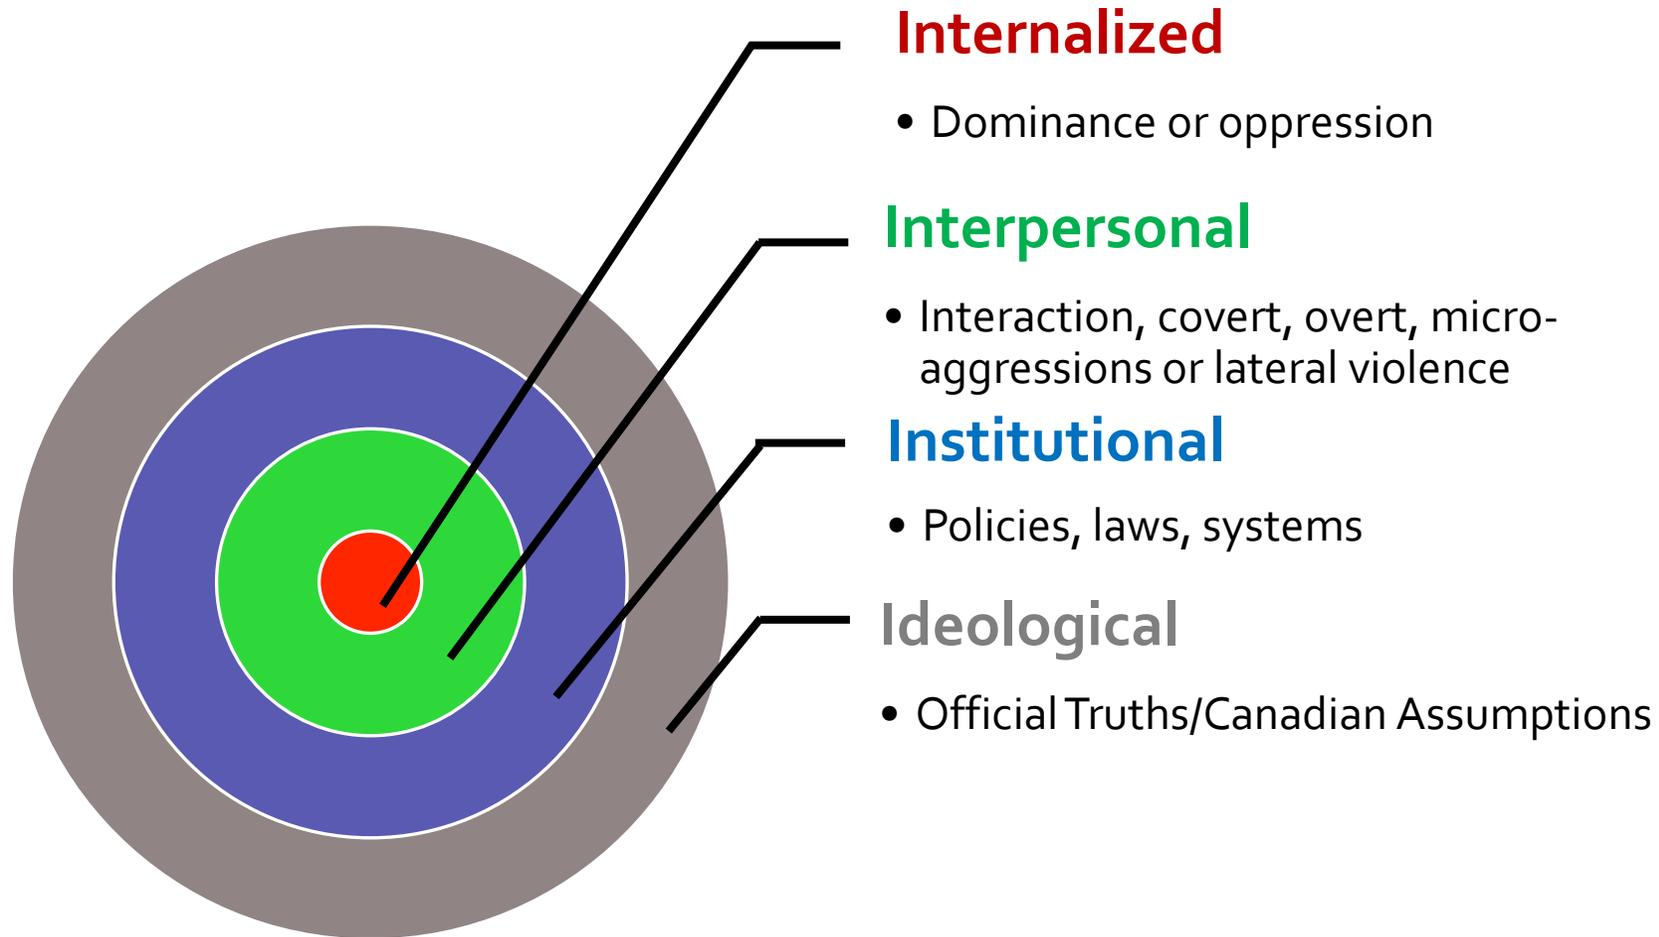 Internalized
• Dominance or oppression
Interpersonal
• Interaction, covert, overt, micro-
aggressions or lateral violence
Institutional
• Policies, laws, systems
Ideological
• Official Truths/Canadian Assumptions